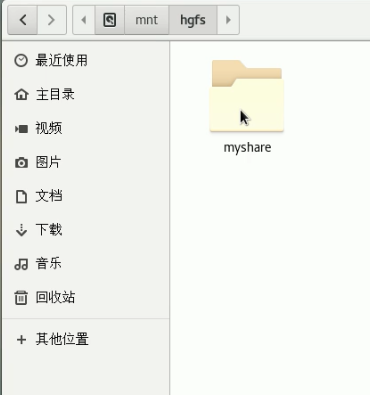 mnt hgfs
最近使用
主目录
视频
图片
文档
下载
音乐
回收站
其他位置
myshare